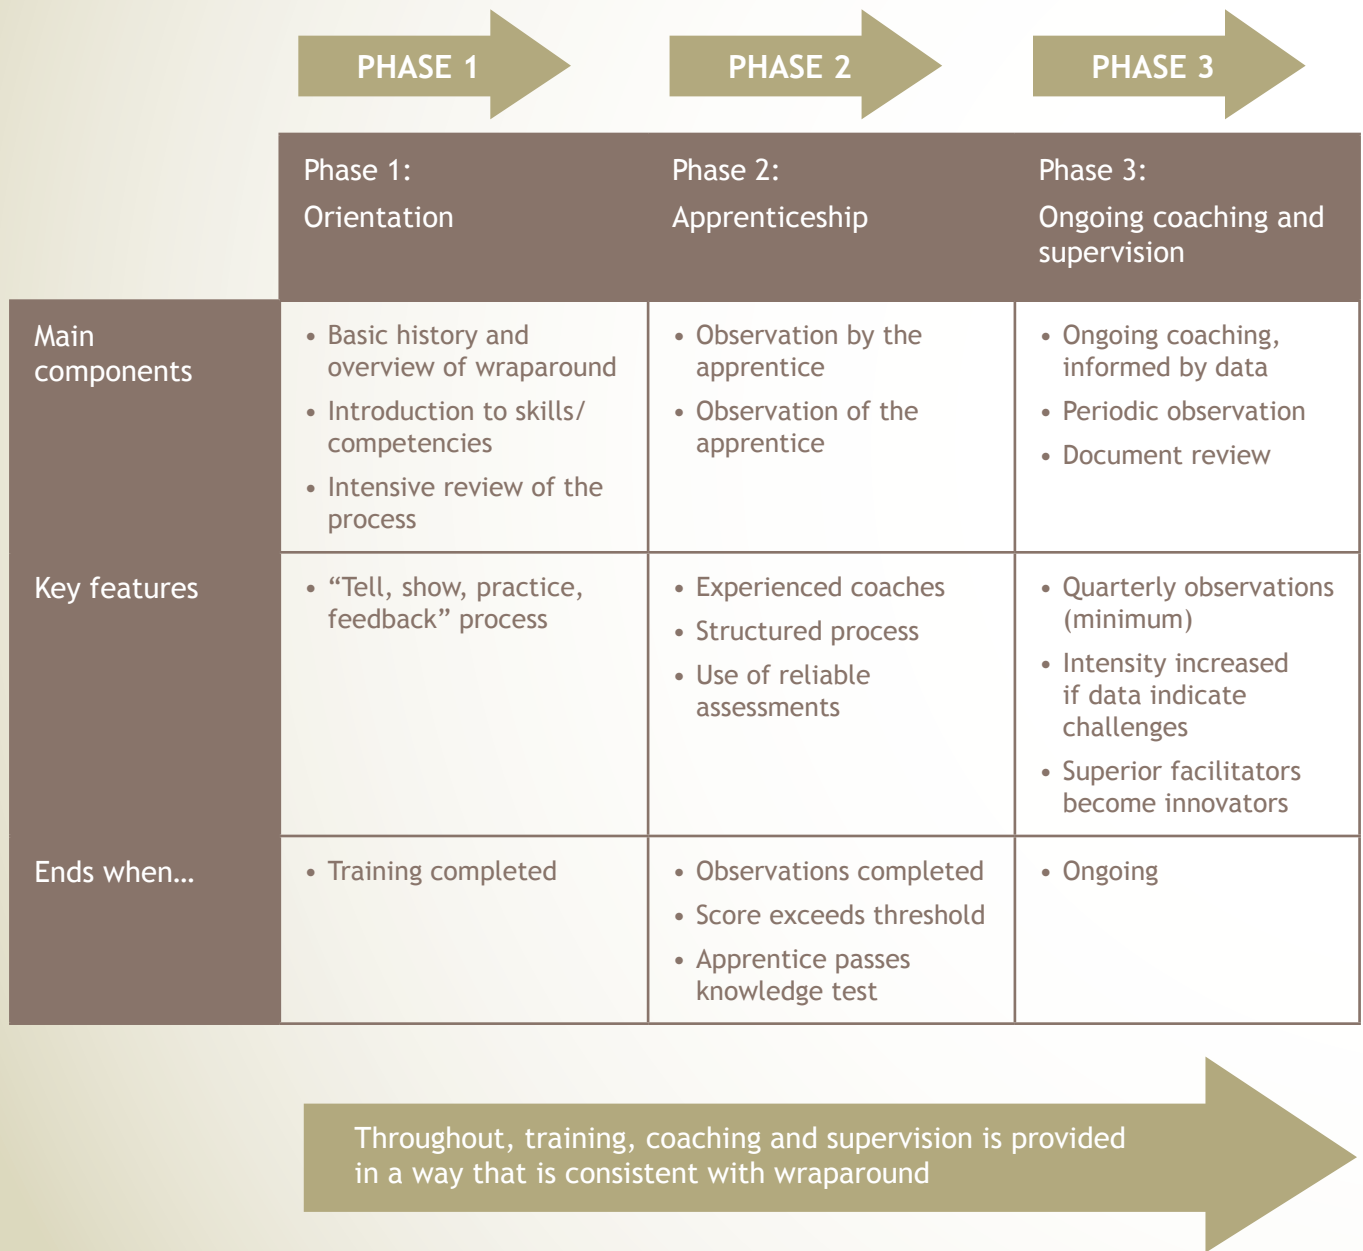 PHASE 1
PHASE 2
PHASE 3
Phase 1:
Orientation
Phase 2:
Apprenticeship
Phase 3:
Ongoing coaching and
supervision
Main
components
• Basic history and
overview of wraparound
• Introduction to skills/
competencies
• Intensive review of the
process
• Observation by the
apprentice
• Observation of the
apprentice
• Ongoing coaching,
informed by data
• Periodic observation
• Document review
Key features
• “Tell, show, practice,
feedback” process
• Experienced coaches
• Structured process
• Use of reliable
assessments
• Quarterly observations
(minimum)
• Intensity increased
if data indicate
challenges
• Superior facilitators
become innovators
Ends when…
• Training completed
• Observations completed
• Score exceeds threshold
• Apprentice passes
knowledge test
• Ongoing
Throughout, training, coaching and supervision is provided
in a way that is consistent with wraparound